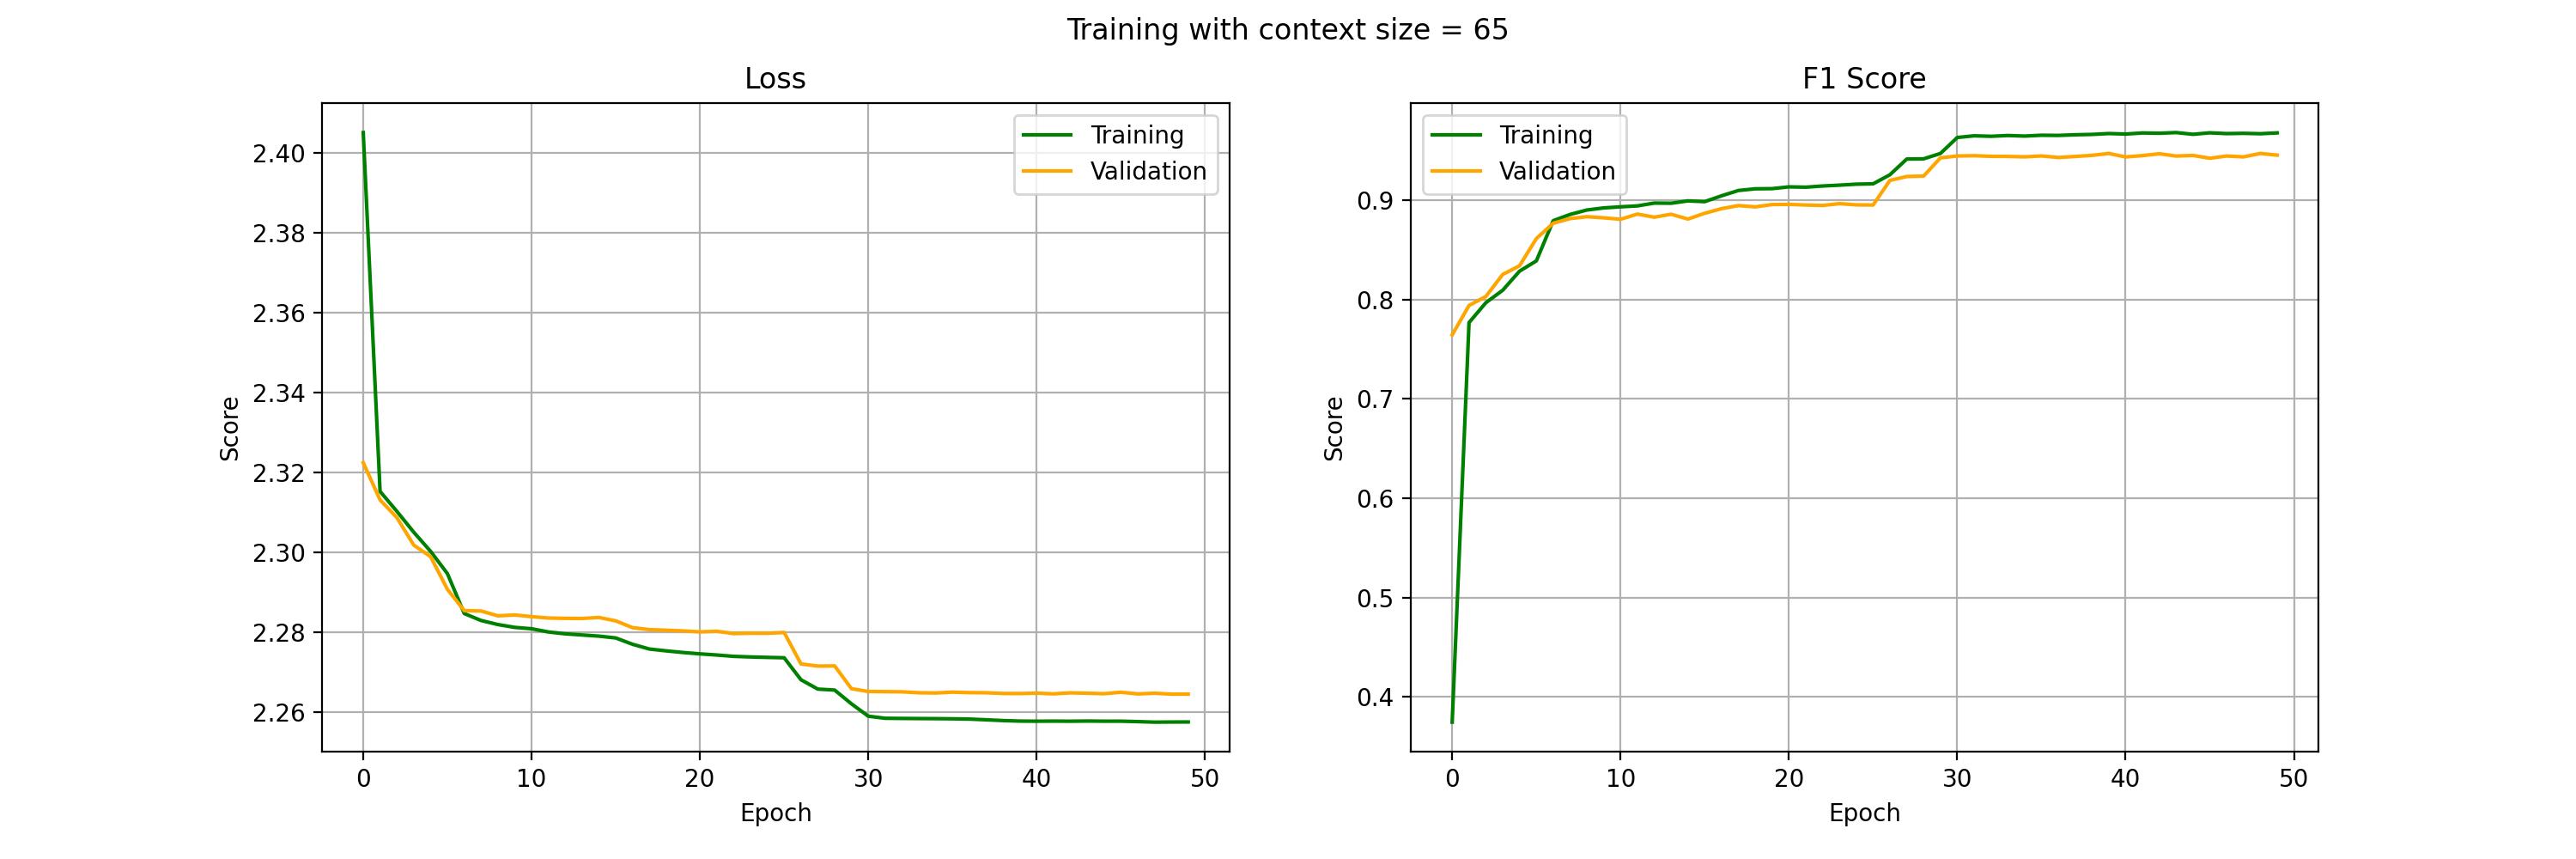 Training with context size = 65
Loss
Training
Validation
Score
2.40
2.38
2.36
2.34
2.32
2.30
2.28
2.26
0 10 20 30 40 50
Epoch
F1 Score
Training
Validation
Score
0.9
0.8
0.7
0.6
0.5
0.4
0 10 20 30 40 50
Epoch